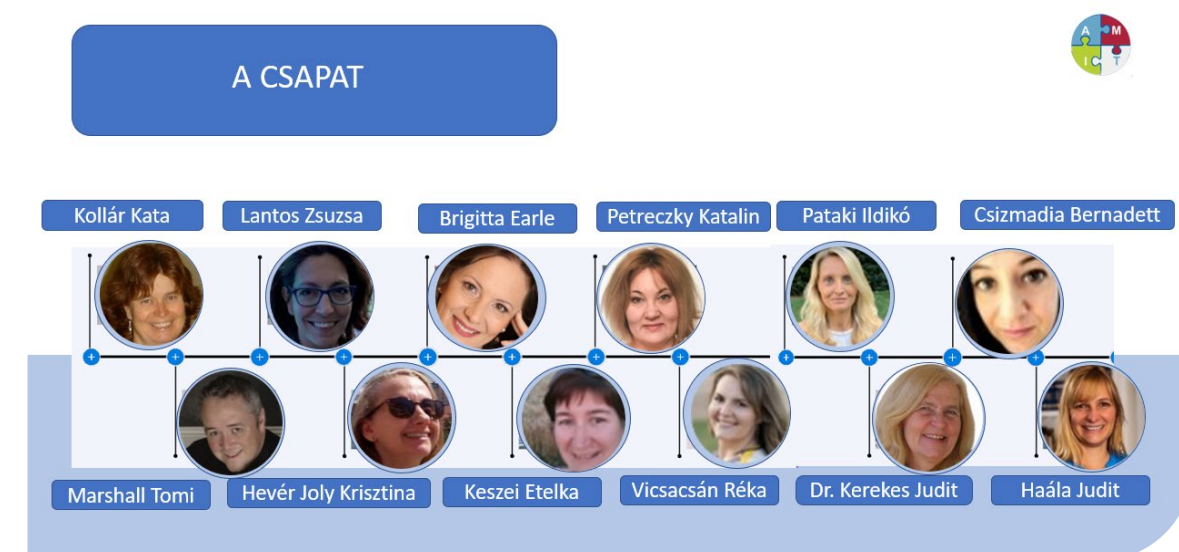 A CSAPAT
A M
I C T
Kollár Kata
Lantos Zsuzsa
Brigitta Earle
Petreczky Katalin
Pataki Ildikó
Csizmadia Bernadett
Marshall Tomi
Hevér Joly Krisztina
Keszei Etelka
Vicsacsán Réka
Dr. Kerekes Judit
Haála Judit